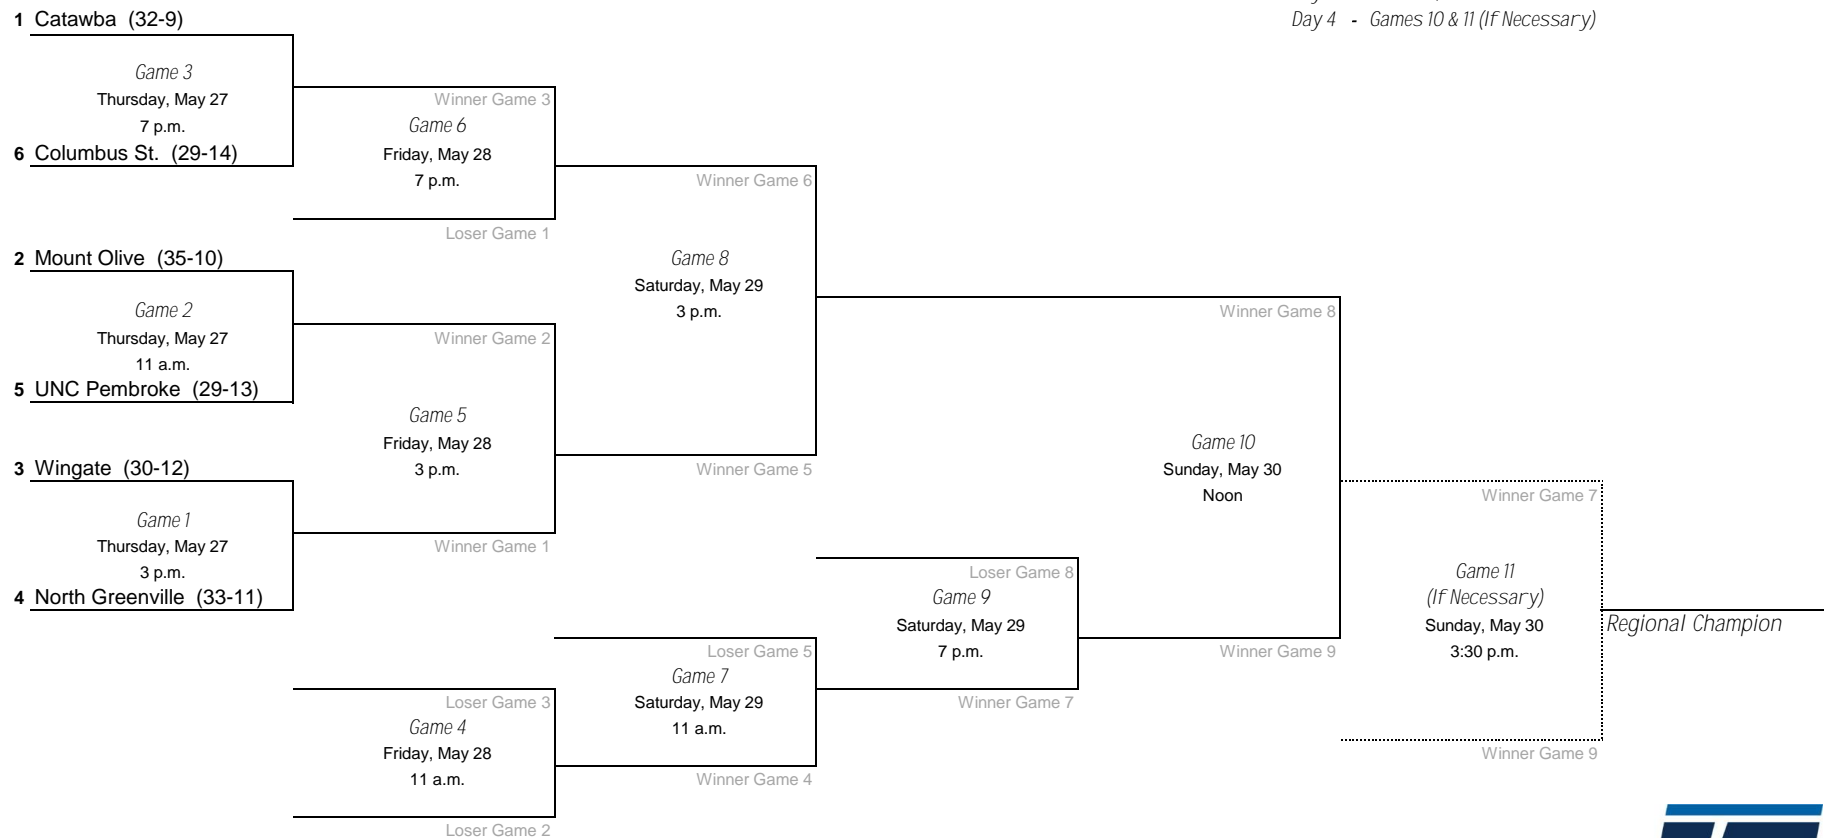 Day 4 - Games 10 & 11 (If Necessary)
1 Catawba (32-9)
Game 3
Thursday, May 27
7 p.m.
6 Columbus St. (29-14)
Winner Game 3
Game 6
Friday, May 28
7 p.m.
Loser Game 1
2 Mount Olive (35-10)
Game 2
Thursday, May 27
11 a.m.
5 UNC Pembroke (29-13)
Winner Game 2
Game 5
Friday, May 28
3 p.m.
Winner Game 1
3 Wingate (30-12)
Game 1
Thursday, May 27
3 p.m.
4 North Greenville (33-11)
Winner Game 6
Game 8
Saturday, May 29
3 p.m.
Winner Game 5
Loser Game 3
Game 4
Friday, May 28
11 a.m.
Loser Game 2
Loser Game 5
Game 7
Saturday, May 29
11 a.m.
Winner Game 4
Loser Game 8
Game 9
Saturday, May 29
7 p.m.
Winner Game 7
Winner Game 8
Game 10
Sunday, May 30
Noon
Winner Game 9
Winner Game 7
Game 11
(If Necessary)
Sunday, May 30
3:30 p.m.
Winner Game 9
Regional Champion